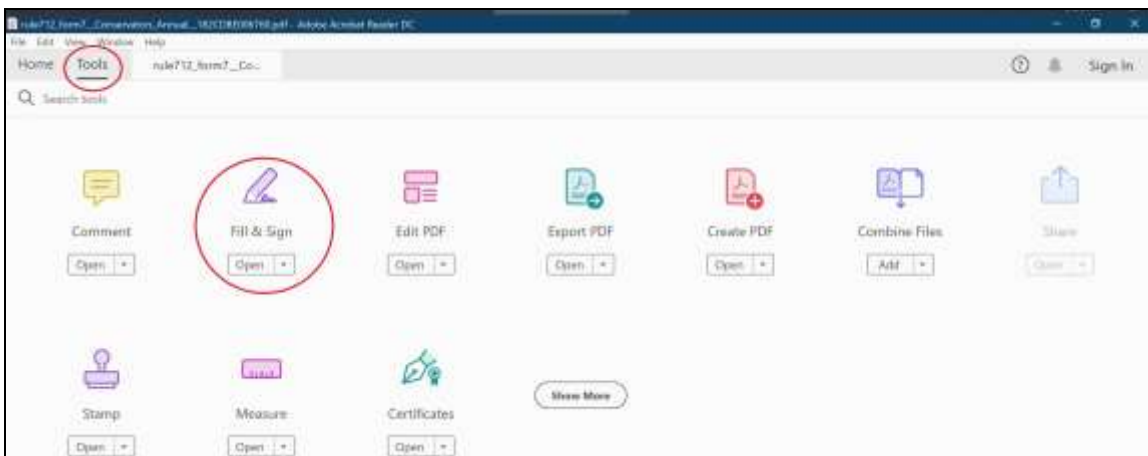 Adobe Acrobat Reader DC
File Edit View Window Help
Home Tools rule712_form7__Co...
Sign In
Search tools
Comment Fill & Sign Edit PDF Export PDF Create PDF Combine Files Share
Open Open Open Open Open Add Open
Show More
Stamp Measure Certificates
Open Open Open